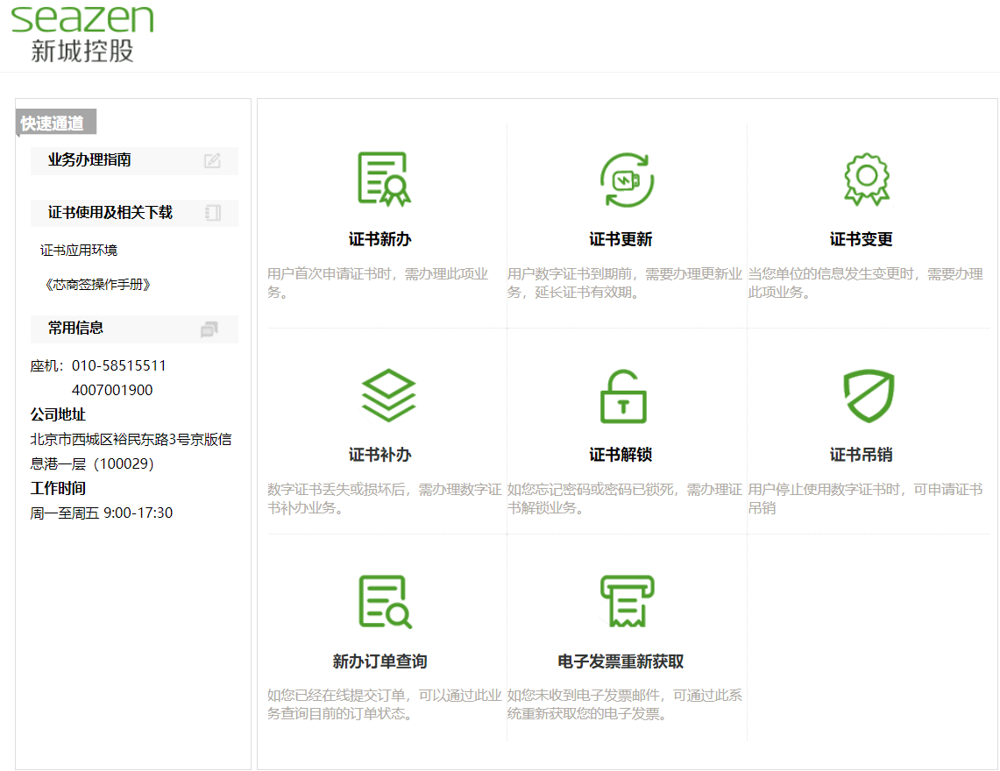 seazen
新城控股
快速通道
业务办理指南
证书使用及相关下载
证书应用环境
《芯商签操作手册》
常用信息
座机：010-58515511
4007001900
公司地址
北京市西城区裕民东路3号京版信
息港一层（100029）
工作时间
周一至周五 9:00-17:30
证书新办
用户首次申请证书时，需办理此项业
务。
证书更新
用户数字证书到期前，需要办理更新业
务，延长证书有效期。
证书变更
当您单位的信息发生变更时，需要办理
此项业务。
证书补办
数字证书丢失或损坏后，需办理数字证
书补办业务。
证书解锁
如您忘记密码或密码已锁死，需办理证
书解锁业务。
证书吊销
用户停止使用数字证书时，可申请证书
吊销
新办订单查询
如您已经在线提交订单，可以通过此业
务查询目前的订单状态。
电子发票重新获取
如您未收到电子发票邮件，可通过此系
统重新获取您的电子发票。